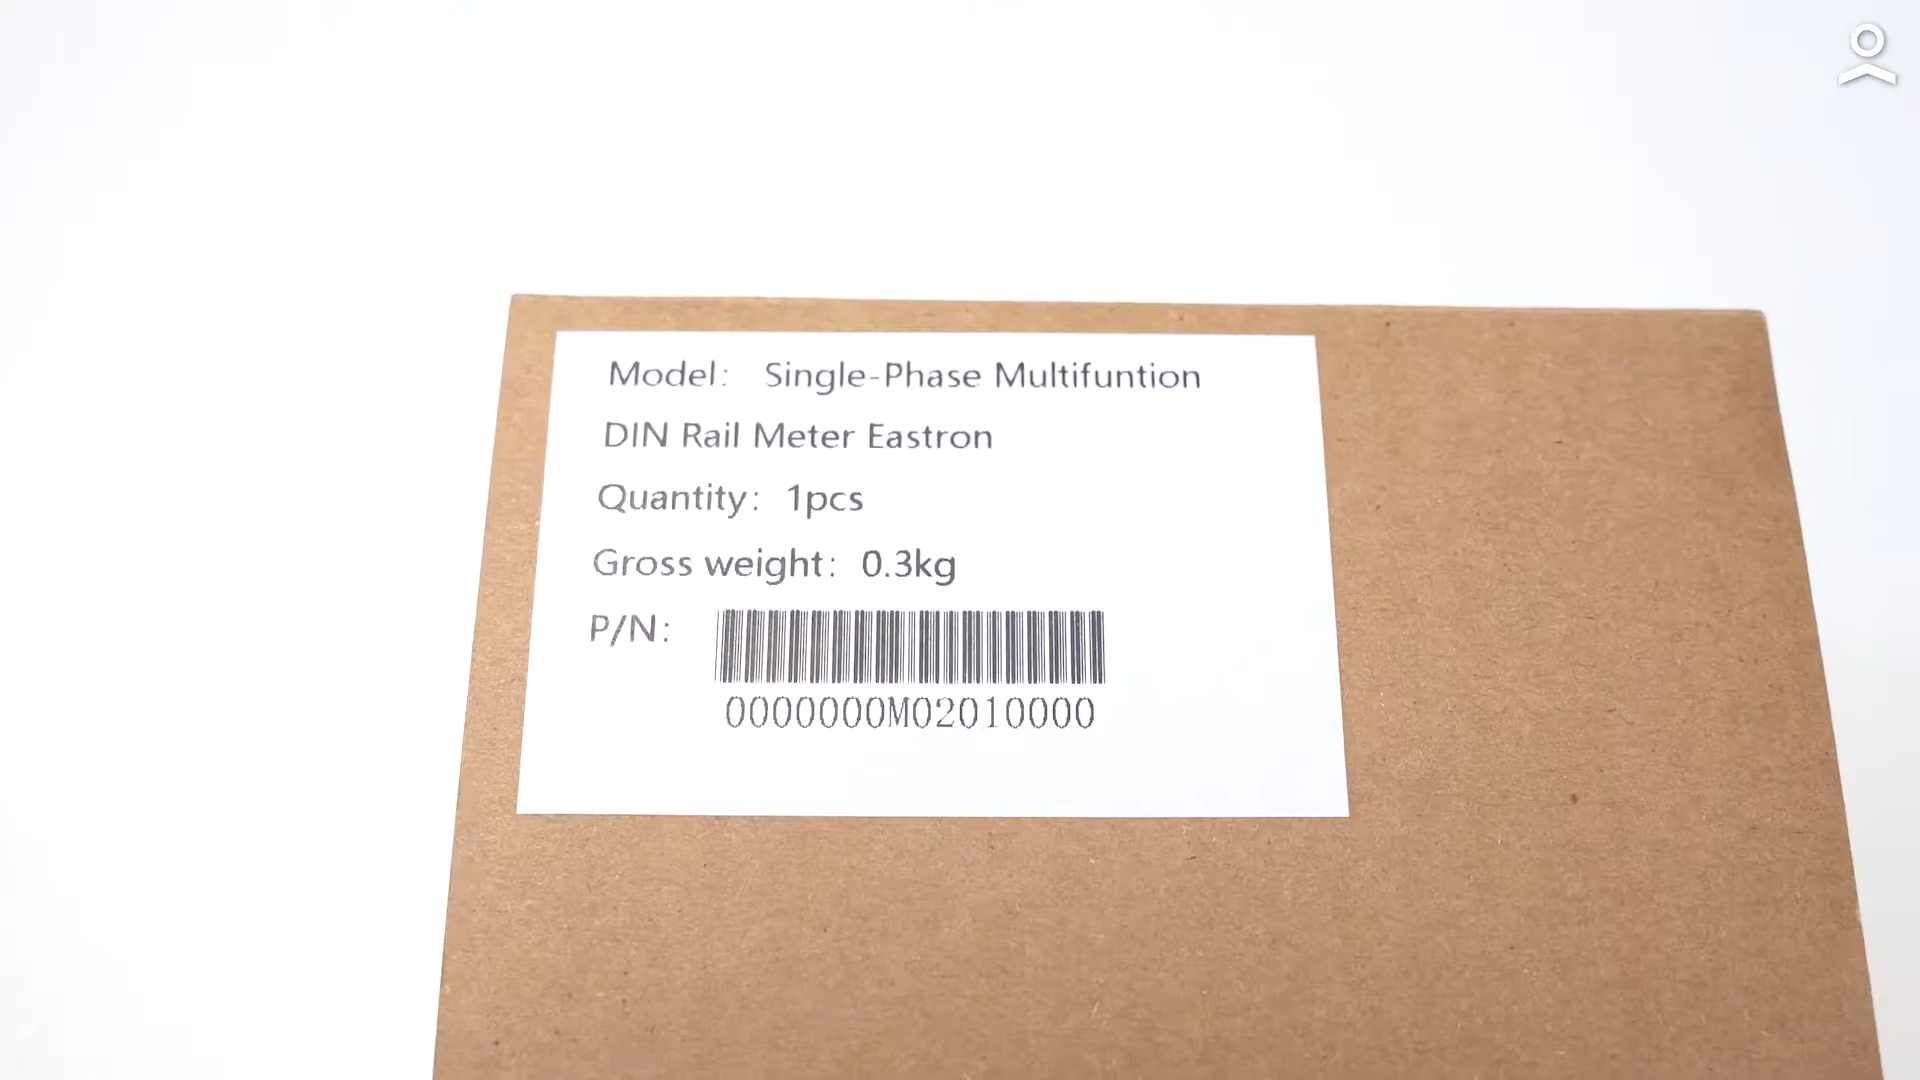 Model: Single-Phase Multifuntion
DIN Rail Meter Eastron
Quantity: 1pcs
Gross weight: 0.3kg
P/N:
0000000M02010000